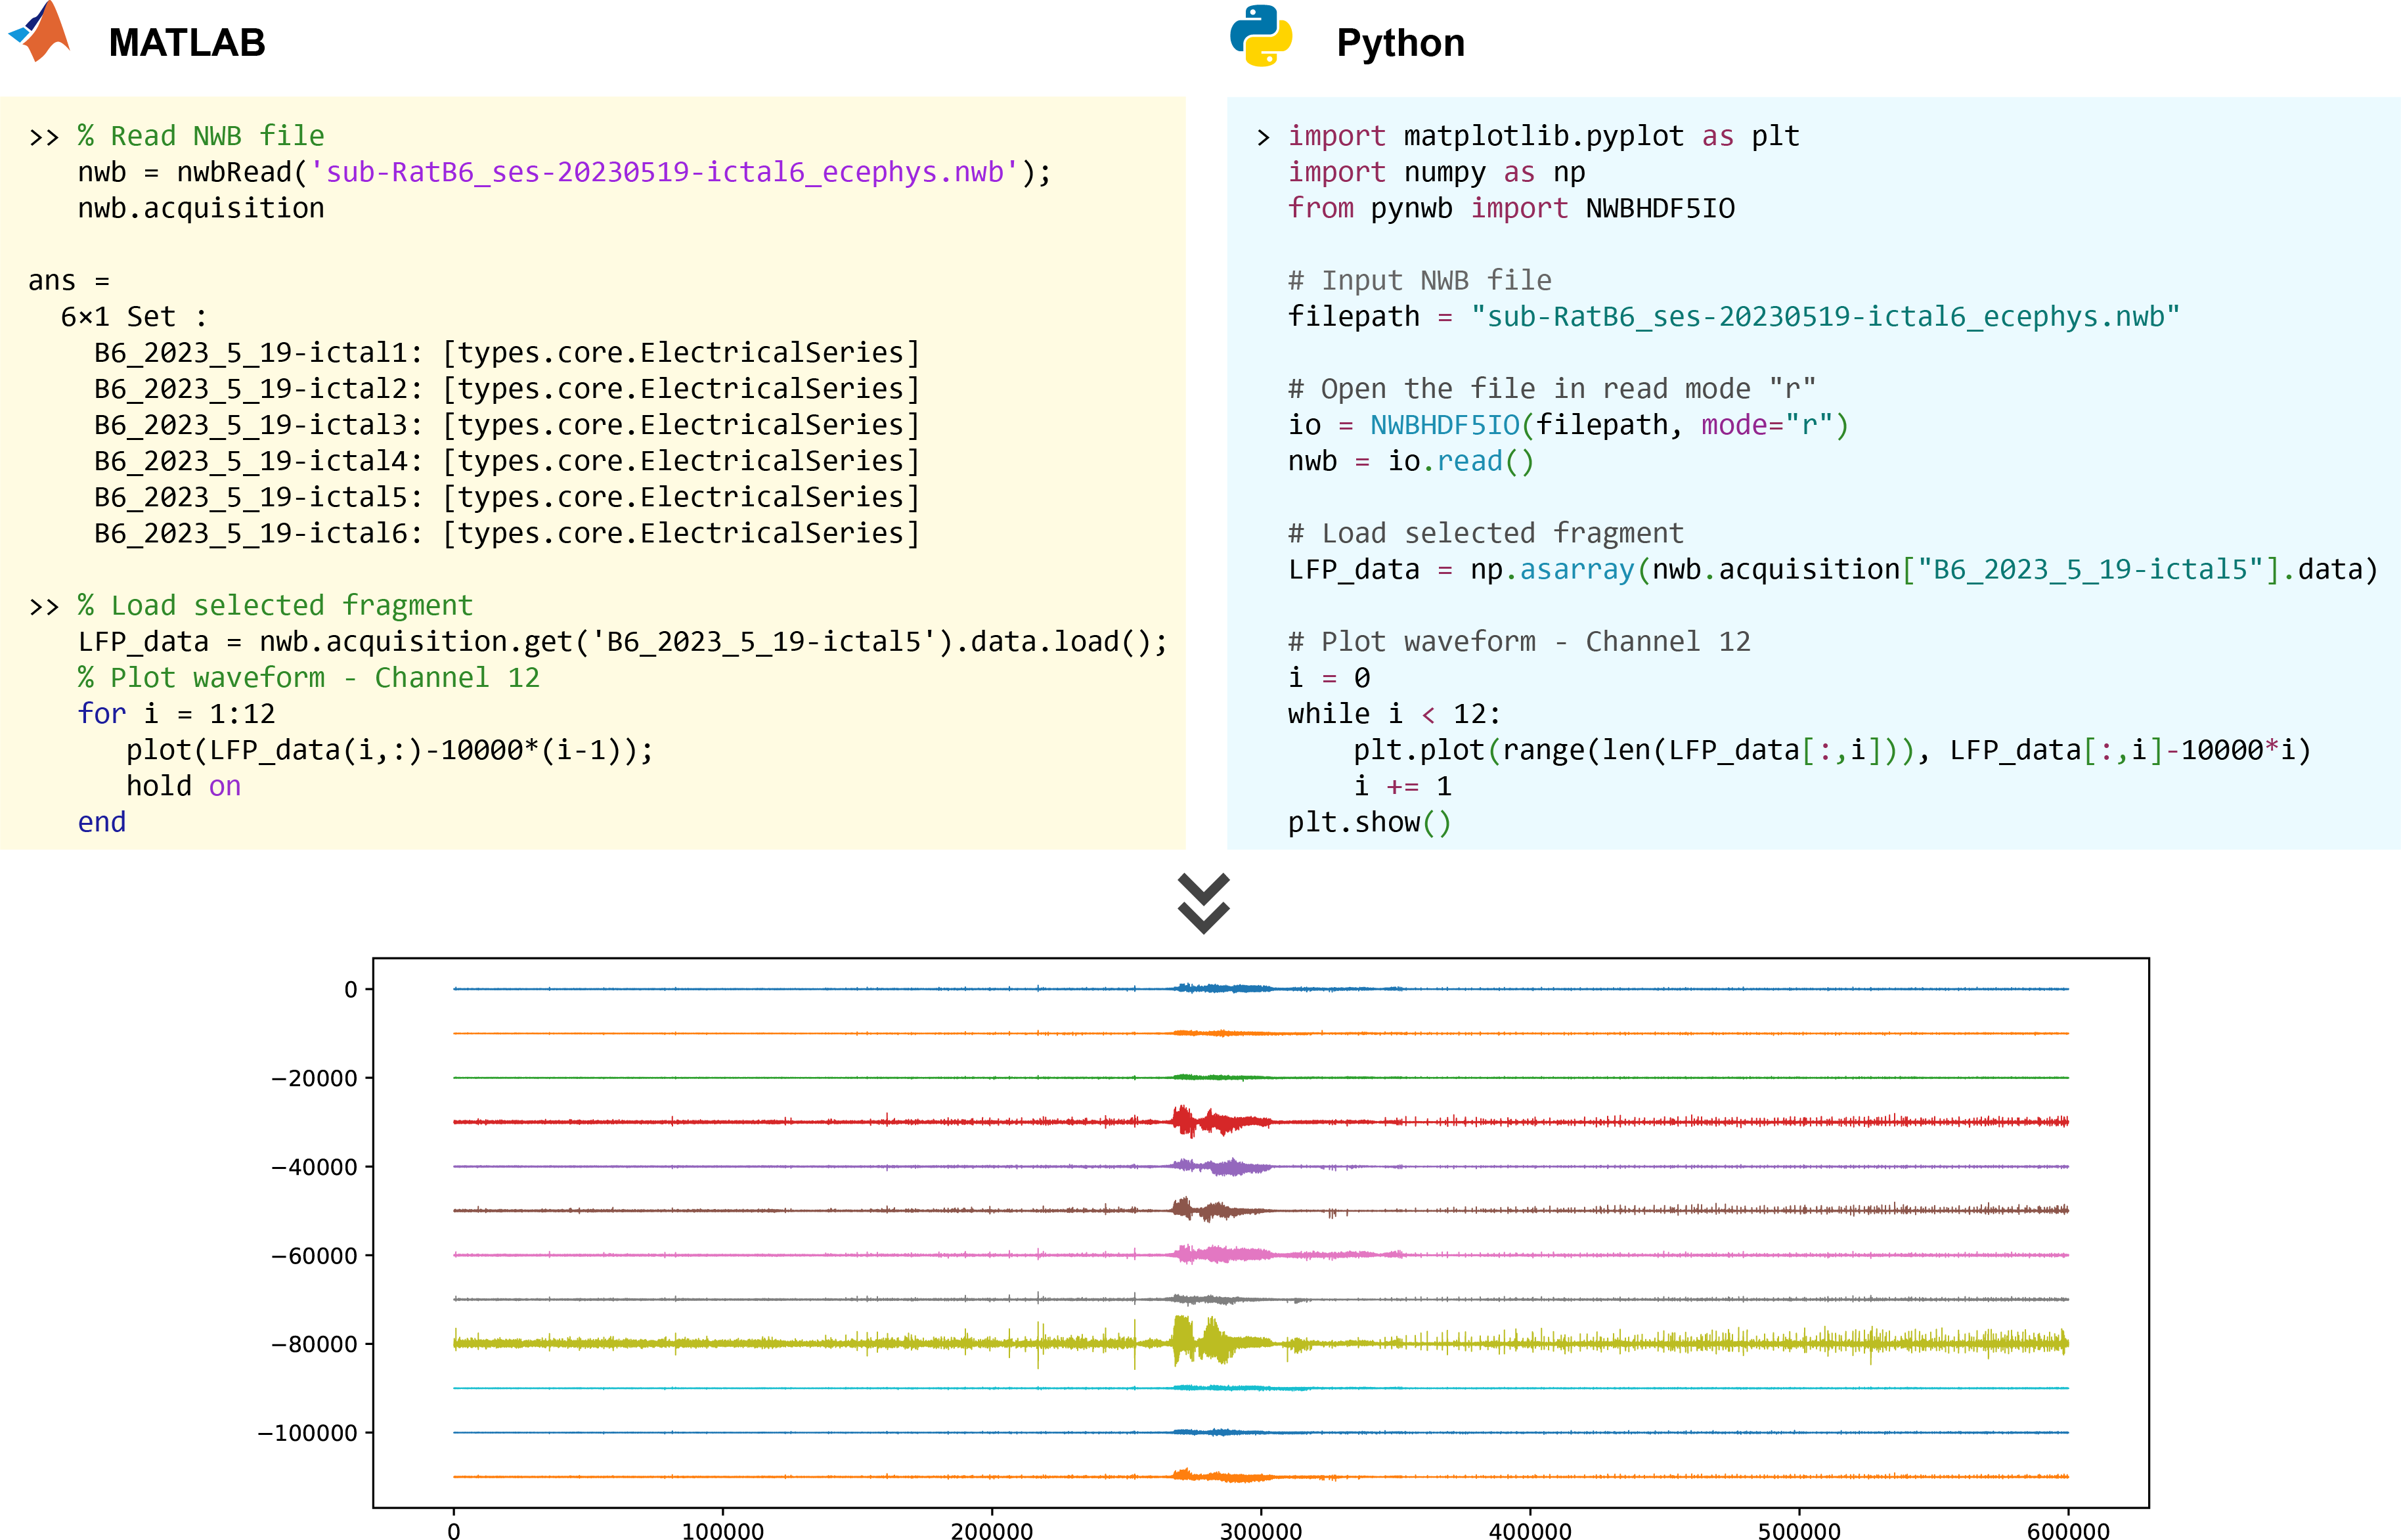 MATLAB
>> % Read NWB file
nwb = nwbRead('sub-RatB6_ses-20230519-ictal6_ecephys.nwb');
nwb.acquisition
ans =
6×1 Set :
B6_2023_5_19-ictal1: [types.core.ElectricalSeries]
B6_2023_5_19-ictal2: [types.core.ElectricalSeries]
B6_2023_5_19-ictal3: [types.core.ElectricalSeries]
B6_2023_5_19-ictal4: [types.core.ElectricalSeries]
B6_2023_5_19-ictal5: [types.core.ElectricalSeries]
B6_2023_5_19-ictal6: [types.core.ElectricalSeries]
>> % Load selected fragment
LFP_data = nwb.acquisition.get('B6_2023_5_19-ictal5').data.load();
% Plot waveform - Channel 12
for i = 1:12
plot(LFP_data(i,:)-10000*(i-1));
hold on
end
Python
> import matplotlib.pyplot as plt
import numpy as np
from pynwb import NWBHDF5IO
# Input NWB file
filepath = "sub-RatB6_ses-20230519-ictal6_ecephys.nwb"
# Open the file in read mode "r"
io = NWBHDF5IO(filepath, mode="r")
nwb = io.read()
# Load selected fragment
LFP_data = np.asarray(nwb.acquisition["B6_2023_5_19-ictal5"].data)
# Plot waveform - Channel 12
i = 0
while i < 12:
plt.plot(range(len(LFP_data[:,i])), LFP_data[:,i]-10000*i)
i += 1
plt.show()
0
−20000
−40000
−60000
−80000
−100000
0 100000 200000 300000 400000 500000 600000